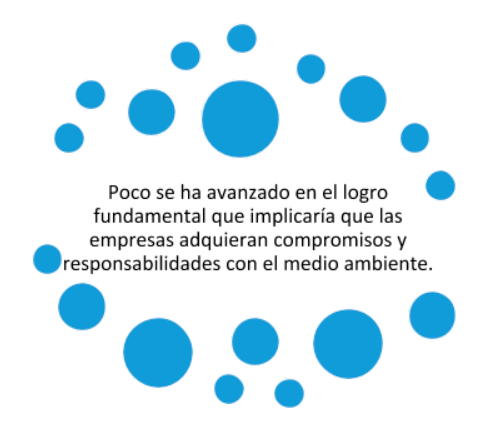 Poco se ha avanzado en el logro
fundamental que implicaría que las
empresas adquieran compromisos y
responsabilidades con el medio ambiente.